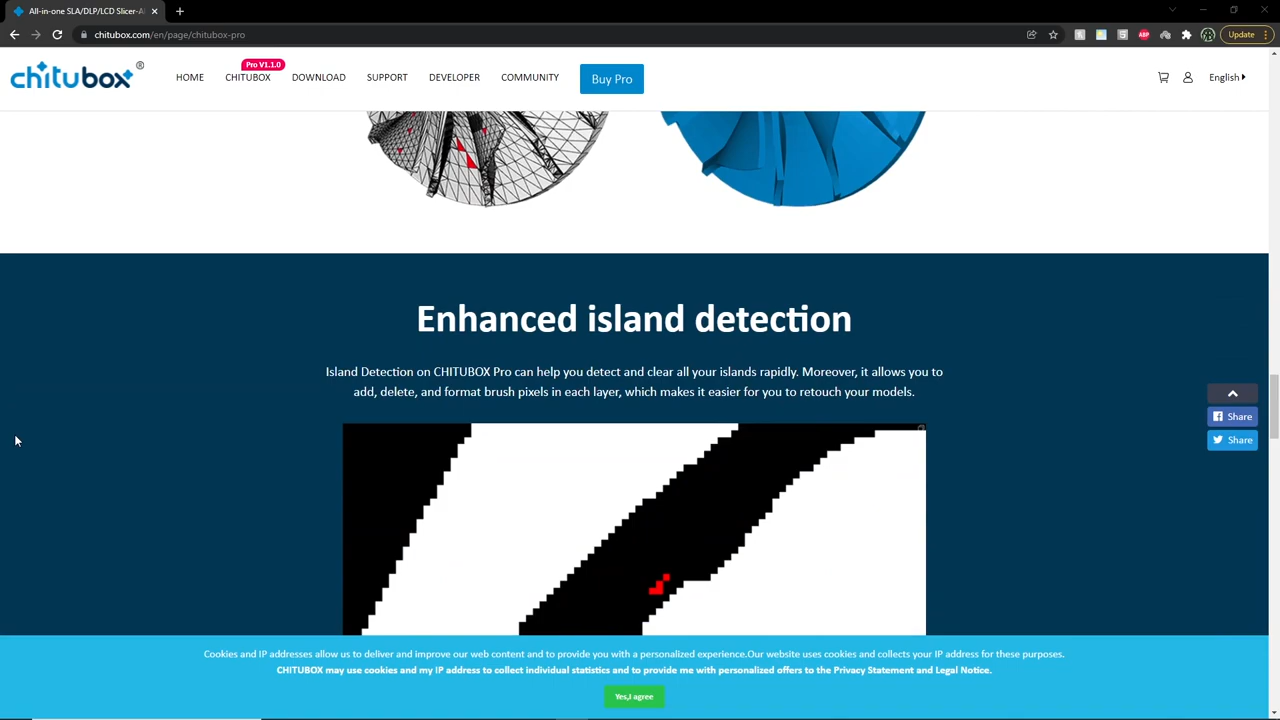 All-in-one SLA/DLP/LCD Slicer-Al
chitubox.com/en/page/chitubox-pro
ABP
Update
chitubox®
HOME
Pro V1.1.0
CHITUBOX
DOWNLOAD
SUPPORT
DEVELOPER
COMMUNITY
Buy Pro
English
Enhanced island detection
Island Detection on CHITUBOX Pro can help you detect and clear all your islands rapidly. Moreover, it allows you to
add, delete, and format brush pixels in each layer, which makes it easier for you to retouch your models.
Share
Share
Cookies and IP addresses allow us to deliver and improve our web content and to provide you with a personalized experience.Our website uses cookies and collects your IP address for these purposes.
CHITUBOX may use cookies and my IP address to collect individual statistics and to provide me with personalized offers to the Privacy Statement and Legal Notice.
Yes,I agree